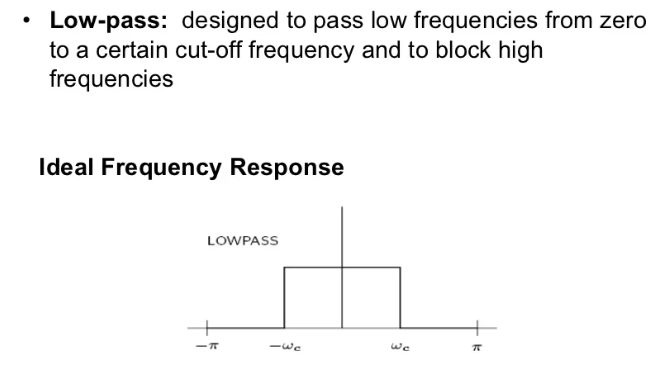 • Low-pass: designed to pass low frequencies from zero
to a certain cut-off frequency and to block high
frequencies
Ideal Frequency Response
LOWPASS
−π −ωc ωc π